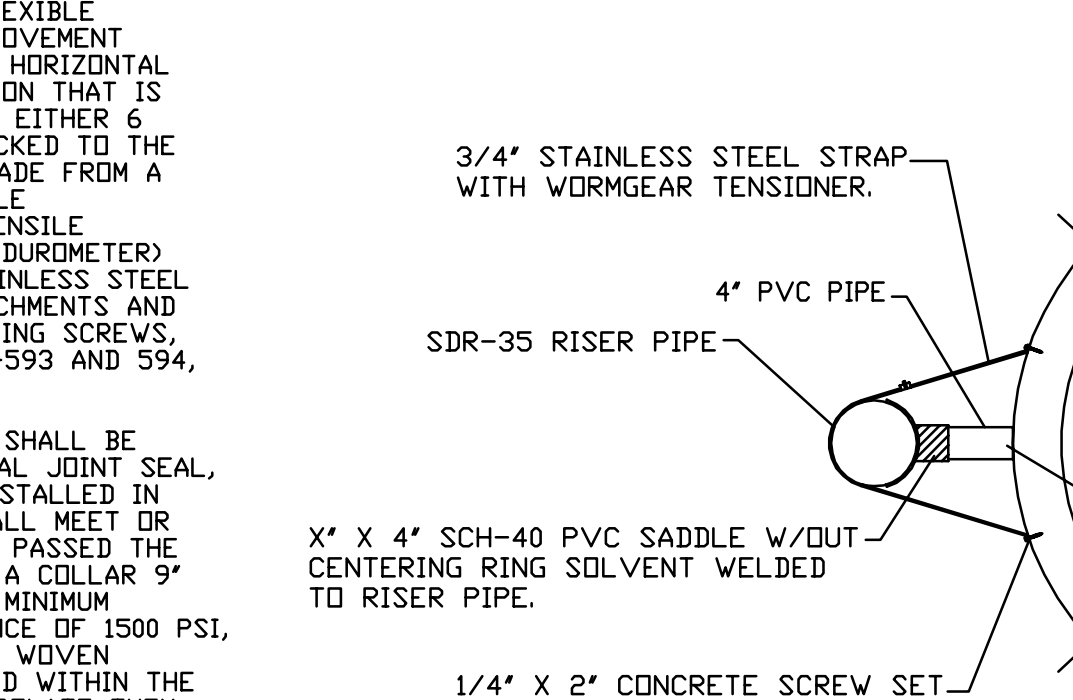 EXIBLE
OVEMENT
HORIZONTAL
ON THAT IS
EITHER 6
CKED TO THE
ADE FROM A
LE
ENSILE
DUROMETER)
INLESS STEEL
CHMENTS AND
ING SCREWS,
-593 AND 594,
SHALL BE
AL JOINT SEAL,
STALLED IN
ALL MEET OR
PASSED THE
A COLLAR 9"
MINIMUM
NCE OF 1500 PSI,
WOVEN
D WITHIN THE
3/4" STAINLESS STEEL STRAP
WITH WORMGEAR TENSIONER.
4" PVC PIPE
SDR-35 RISER PIPE
X" X 4" SCH-40 PVC SADDLE W/OUT
CENTERING RING SOLVENT WELDED
TO RISER PIPE.
1/4" X 2" CONCRETE SCREW SET